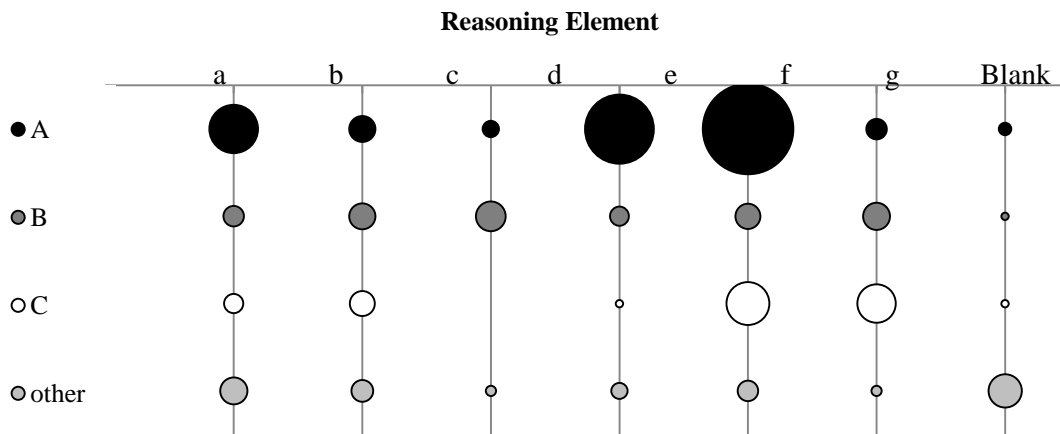 Reasoning Element
a b c d e f g Blank
A
B
C
other